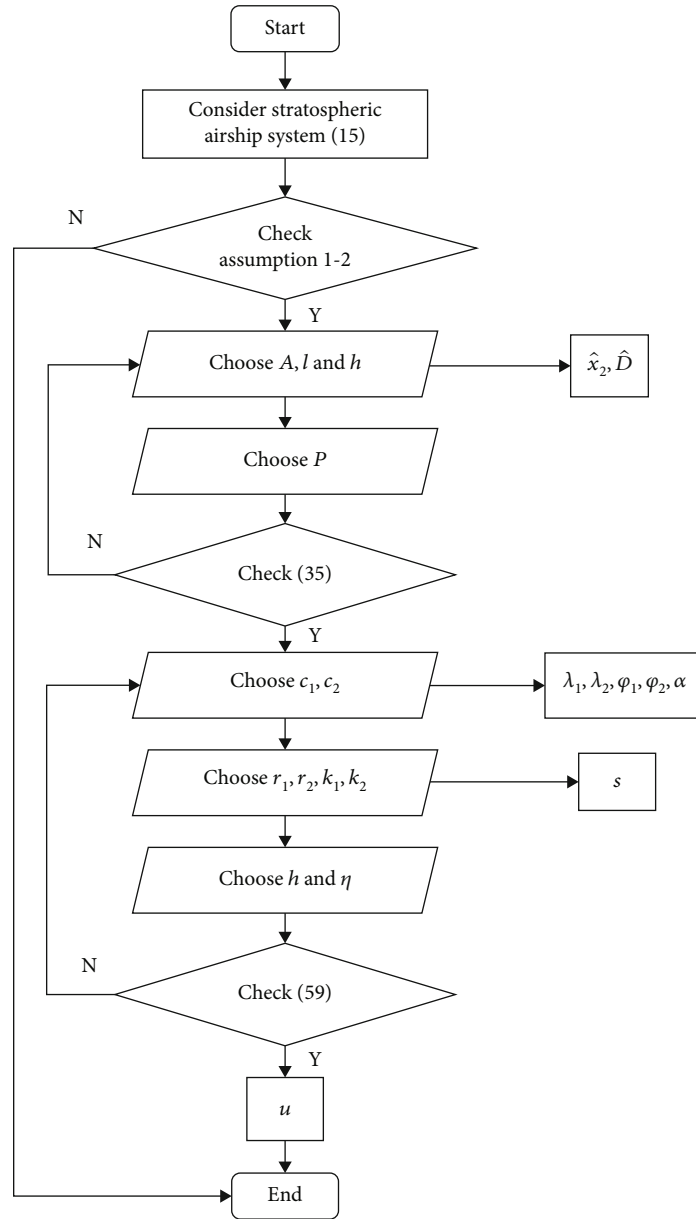 Start
Consider stratospheric
airship system (15)
N
Check
assumption 1-2
Y
Choose A, l and h
x̂₂, D̂
Choose P
N
Check (35)
Y
Choose c₁, c₂
λ₁, λ₂, φ₁, φ₂, α
Choose r₁, r₂, k₁, k₂
s
Choose h and η
N
Check (59)
Y
u
End